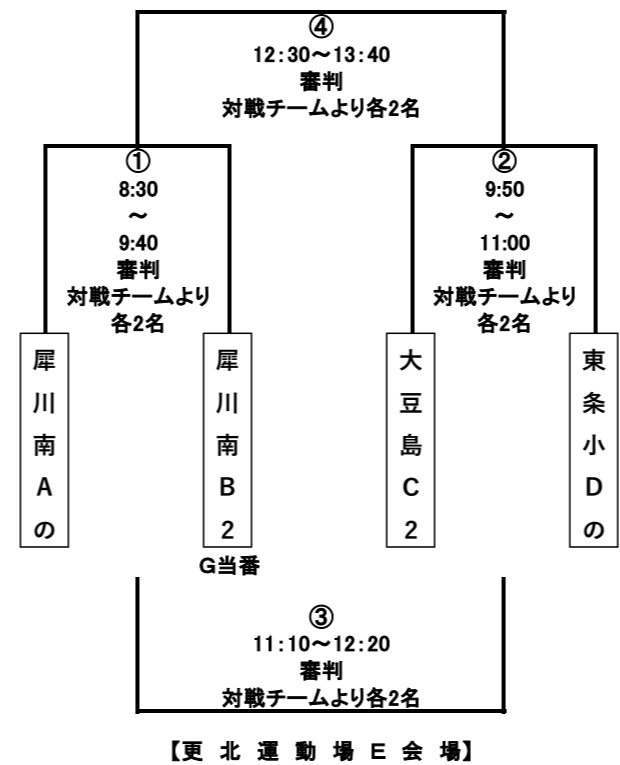 ④
12：30～13：40
審判
対戦チームより各2名
①
8:30
～
9:40
審判
対戦チームより
各2名
②
9:50
～
11:00
審判
対戦チームより
各2名
犀川南Aの
犀川南B2
大豆島C2
東条小Dの
G当番
③
11：10～12：20
審判
対戦チームより各2名
【更 北 運 動 場 E 会 場】